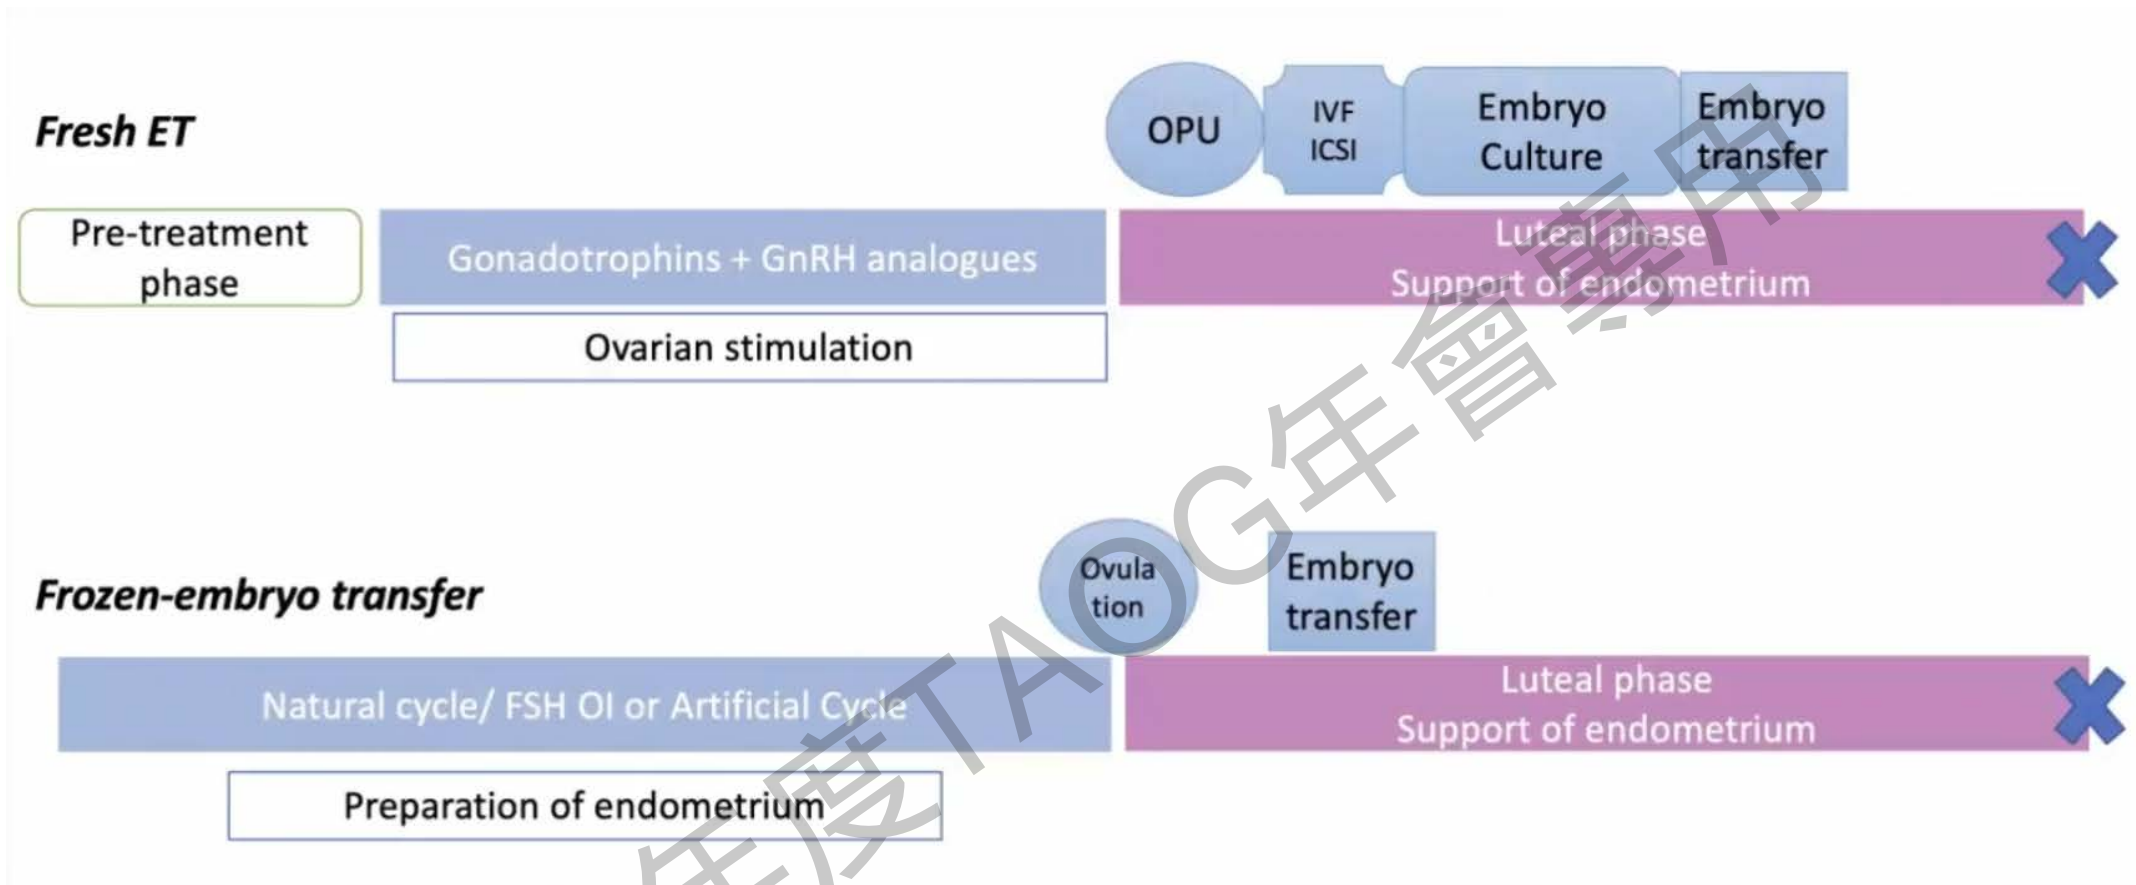 Fresh ET
OPU
IVF
ICSI
Embryo
Culture
Embryo
transfer
Pre-treatment
phase
Gonadotrophins + GnRH analogues
Luteal phase
Support of endometrium
Ovarian stimulation
Frozen-embryo transfer
Ovula
tion
Embryo
transfer
Natural cycle/ FSH OI or Artificial Cycle
Luteal phase
Support of endometrium
Preparation of endometrium
年度TAOG年會專用